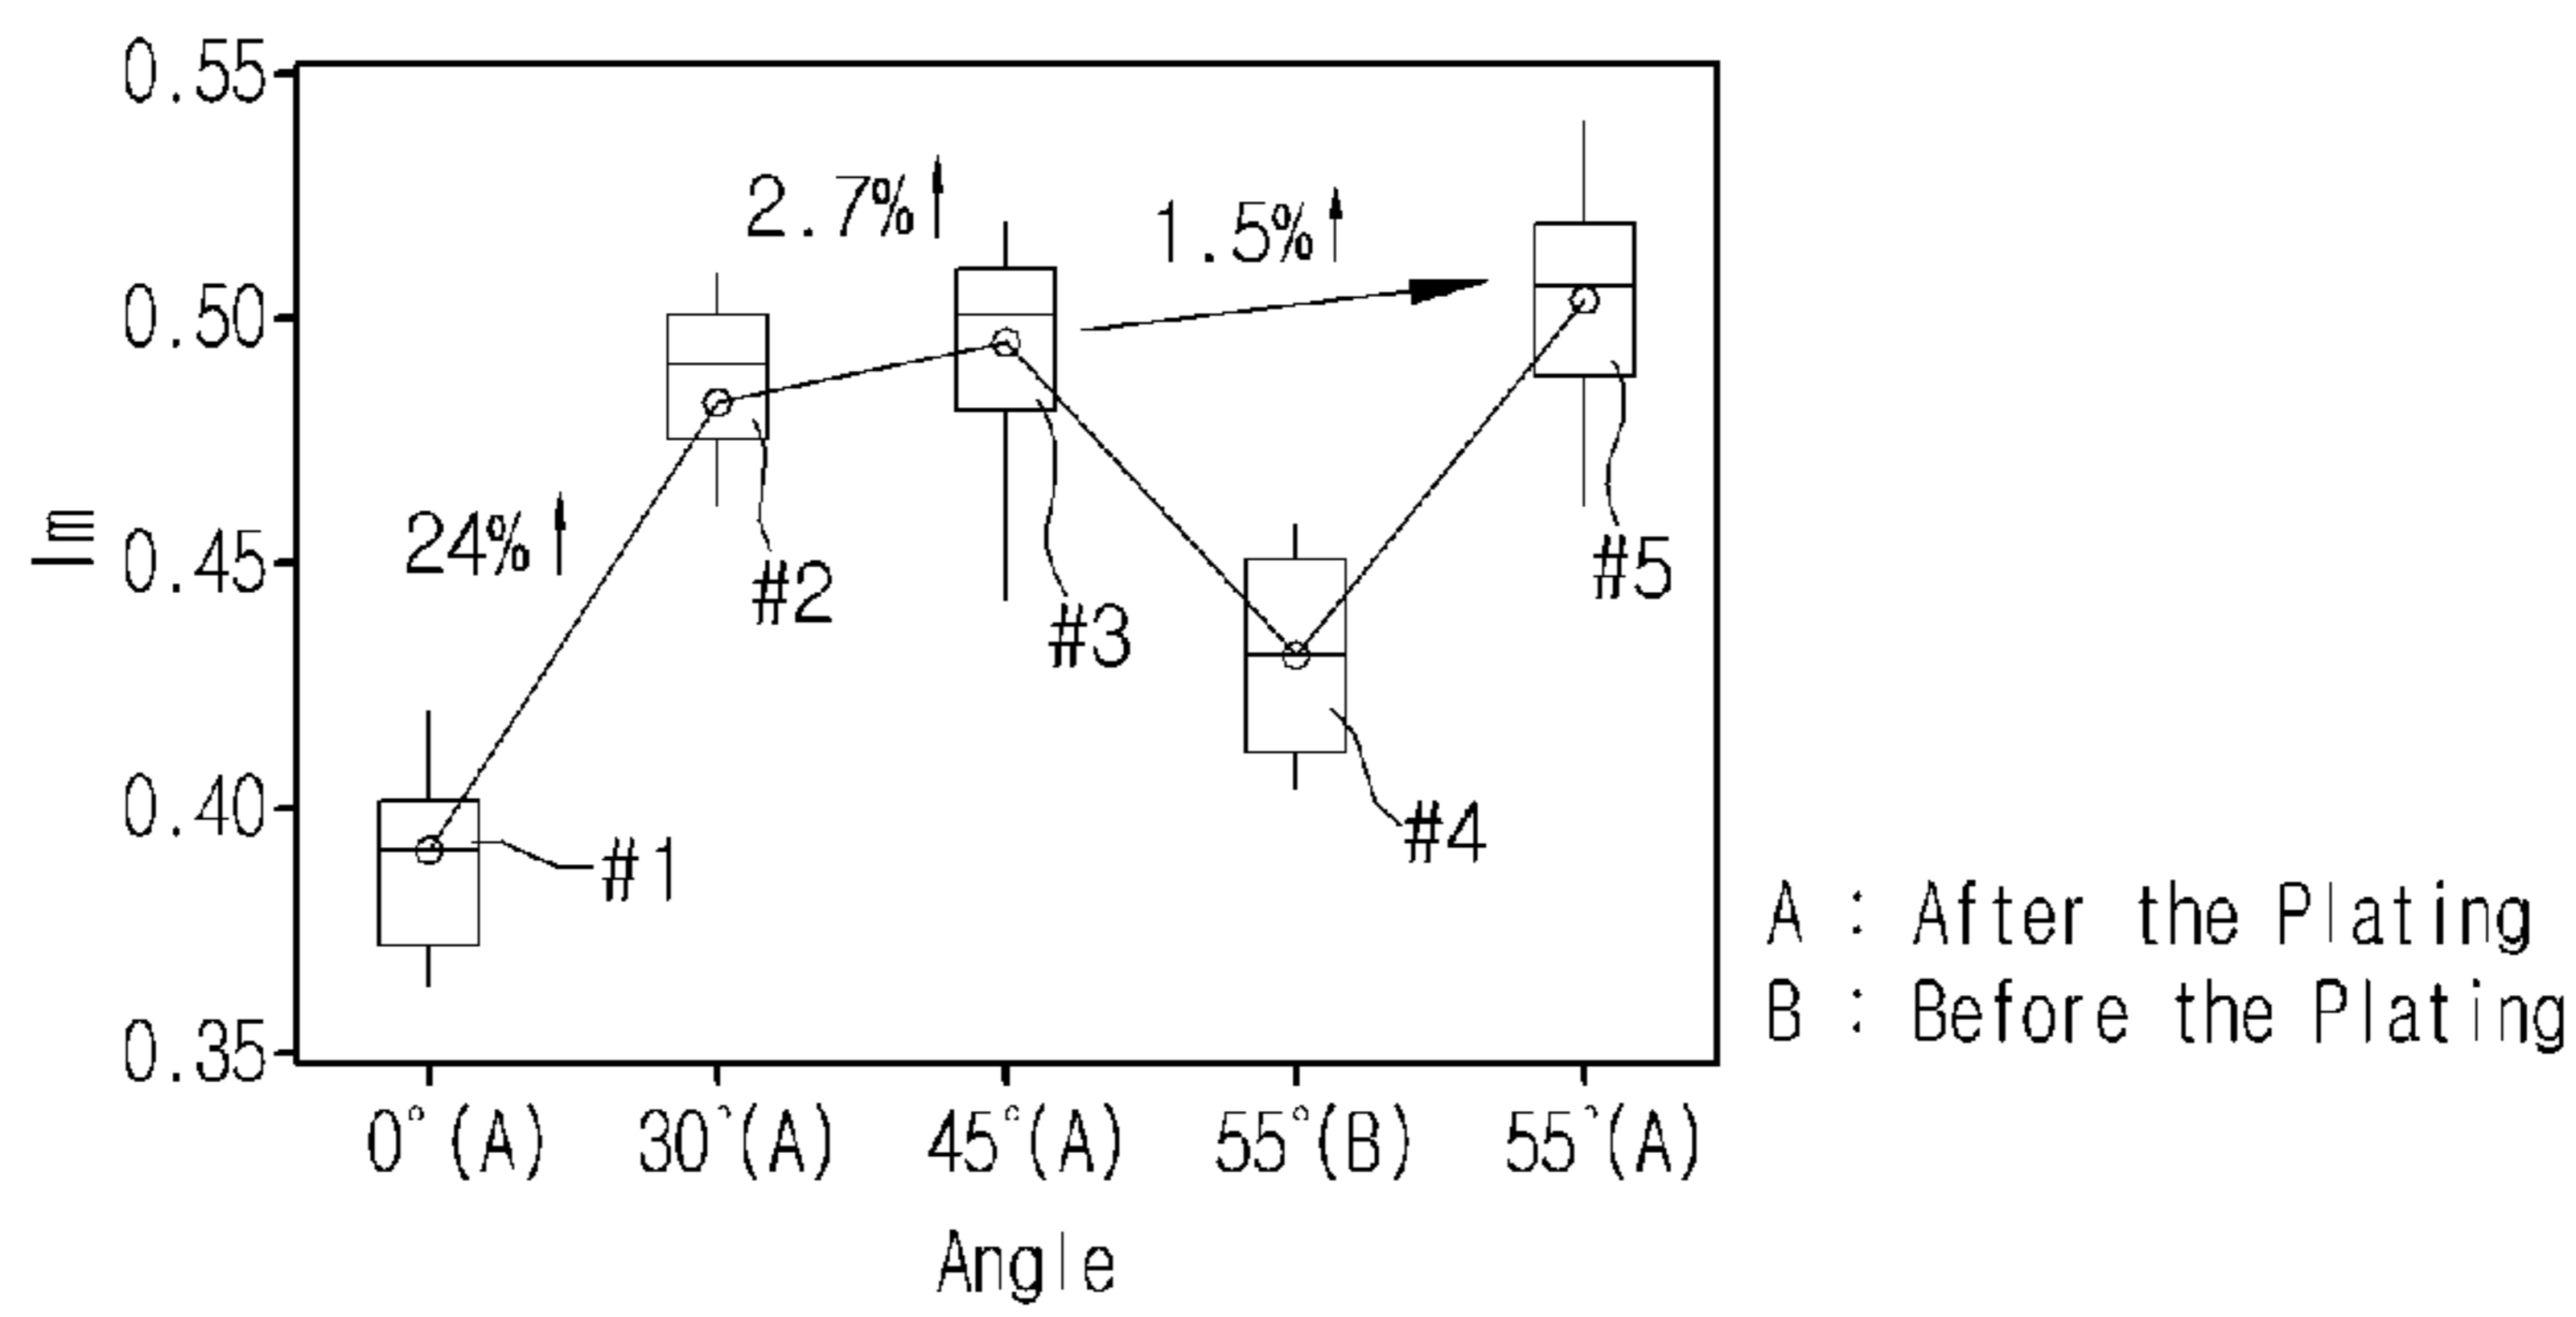 0.55
0.50
0.45
0.40
0.35
lm
24%↑
2.7%↑
1.5%↑
#1
#2
#3
#4
#5
0°(A)
30°(A)
45°(A)
55°(B)
55°(A)
Angle
A : After the Plating
B : Before the Plating